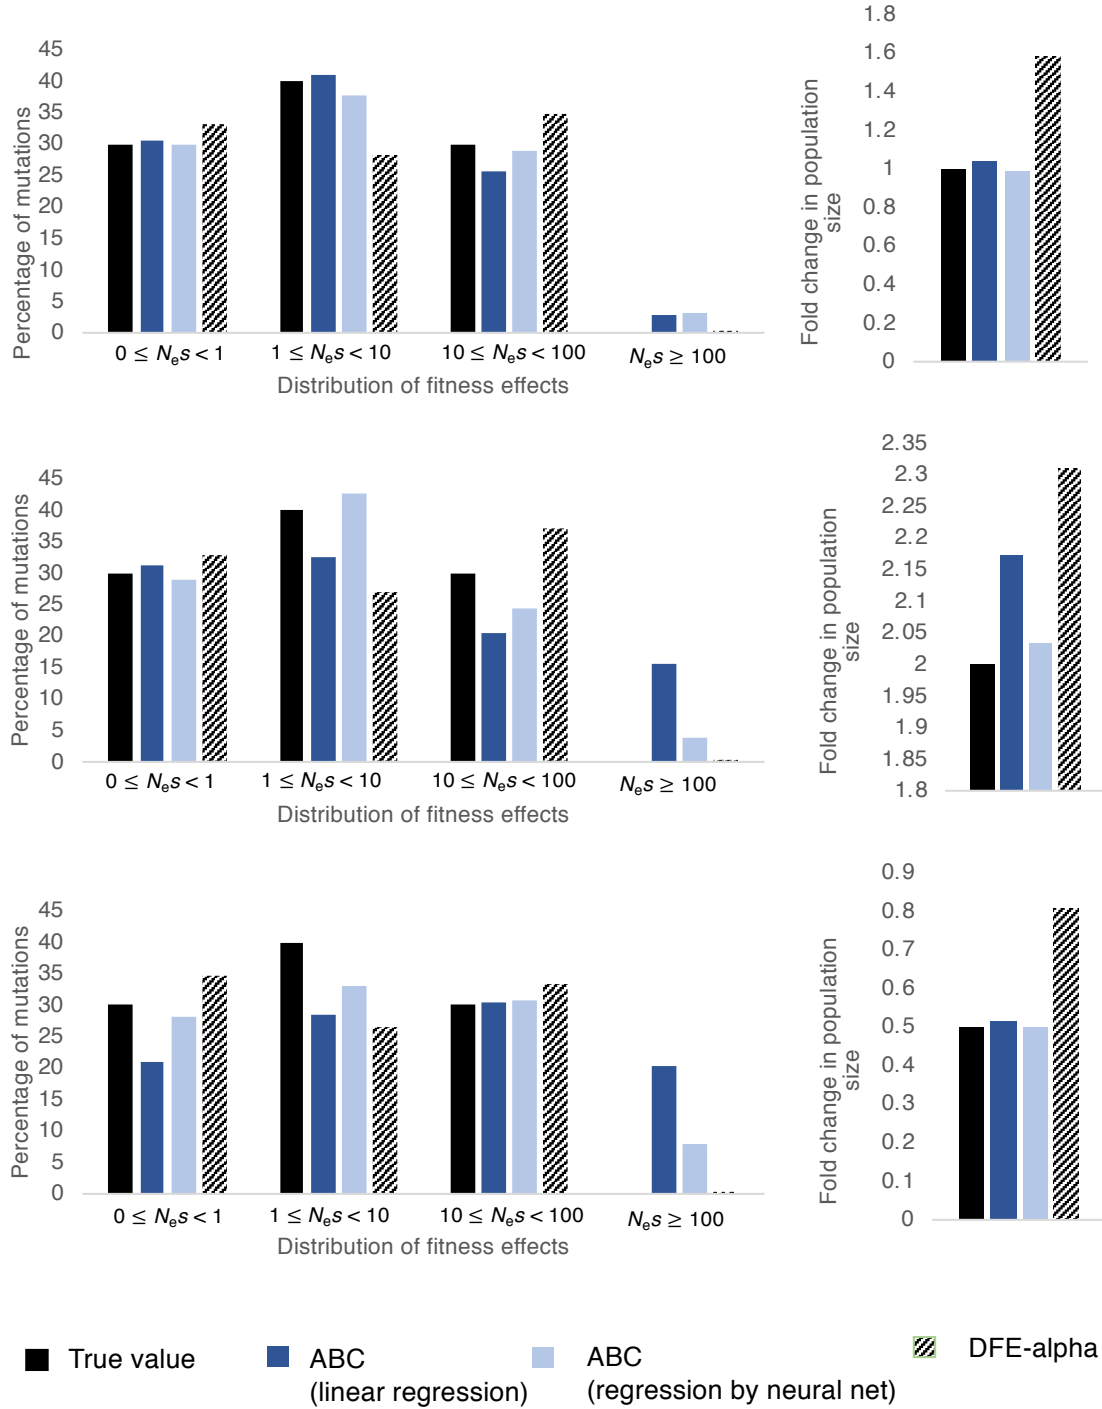 45
40
35
30
25
20
15
10
5
0
Percentage of mutations
0 ≤ Nes < 1
1 ≤ Nes < 10
10 ≤ Nes < 100
Nes ≥ 100
Distribution of fitness effects
1.8
1.6
1.4
1.2
1
0.8
0.6
0.4
0.2
0
Fold change in population
size
45
40
35
30
25
20
15
10
5
0
Percentage of mutations
0 ≤ Nes < 1
1 ≤ Nes < 10
10 ≤ Nes < 100
Nes ≥ 100
Distribution of fitness effects
2.35
2.3
2.25
2.2
2.15
2.1
2.05
2
1.95
1.9
1.85
1.8
Fold change in population
size
45
40
35
30
25
20
15
10
5
0
Percentage of mutations
0 ≤ Nes < 1
1 ≤ Nes < 10
10 ≤ Nes < 100
Nes ≥ 100
Distribution of fitness effects
0.9
0.8
0.7
0.6
0.5
0.4
0.3
0.2
0.1
0
Fold change in population
size
True value
ABC
(linear regression)
ABC
(regression by neural net)
DFE-alpha